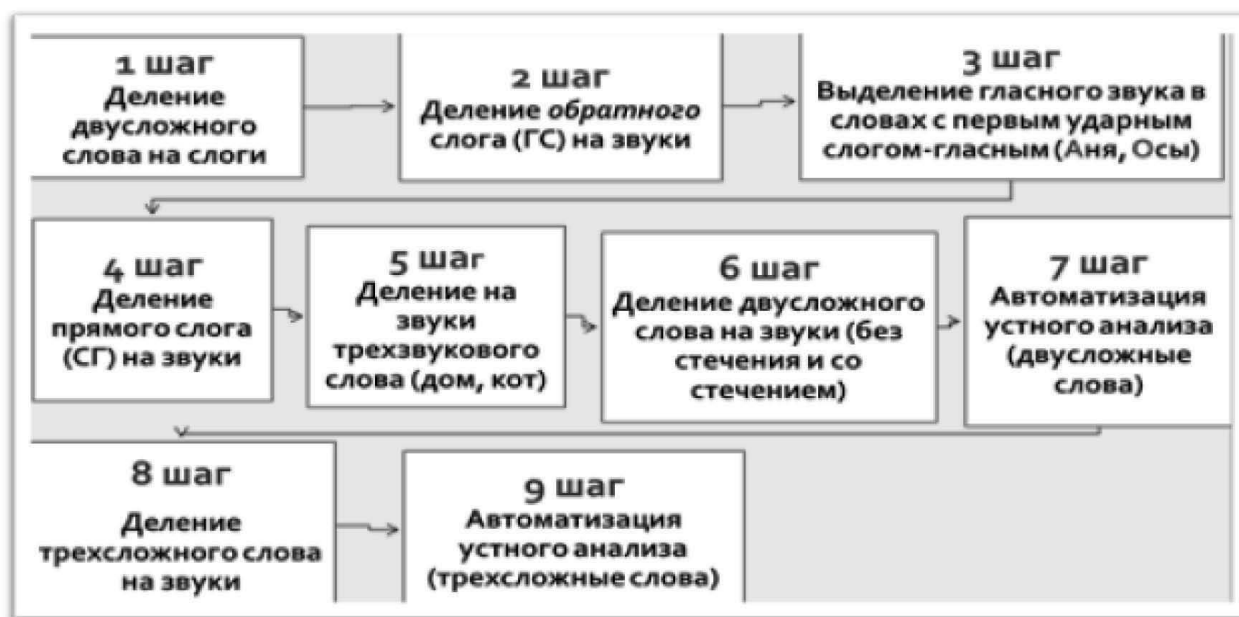 1 шаг
Деление
двусложного
слова на слоги
2 шаг
Деление обратного
слога (ГС) на звуки
3 шаг
Выделение гласного звука в
словах с первым ударным
слогом-гласным (Аня, Осы)
4 шаг
Деление
прямого слога
(СГ) на звуки
5 шаг
Деление на
звуки
трехзвукового
слова (дом, кот)
6 шаг
Деление двусложного
слова на звуки (без
стечения и со
стечением)
7 шаг
Автоматизация
устного анализа
(двусложные
слова)
8 шаг
Деление
трехсложного слова
на звуки
9 шаг
Автоматизация
устного анализа
(трехсложные слова)